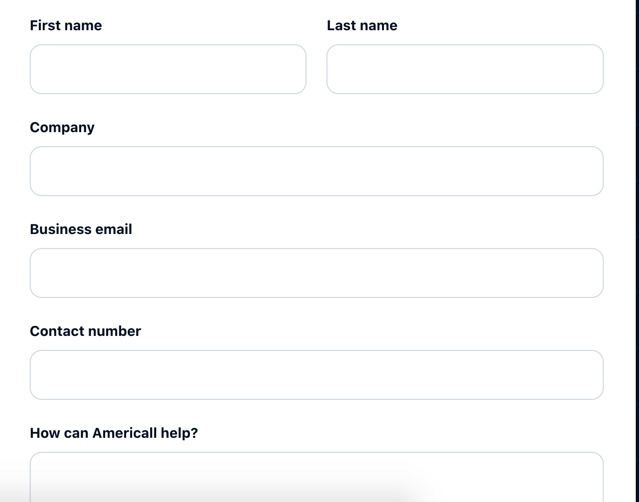 First name
Last name
Company
Business email
Contact number
How can Americall help?